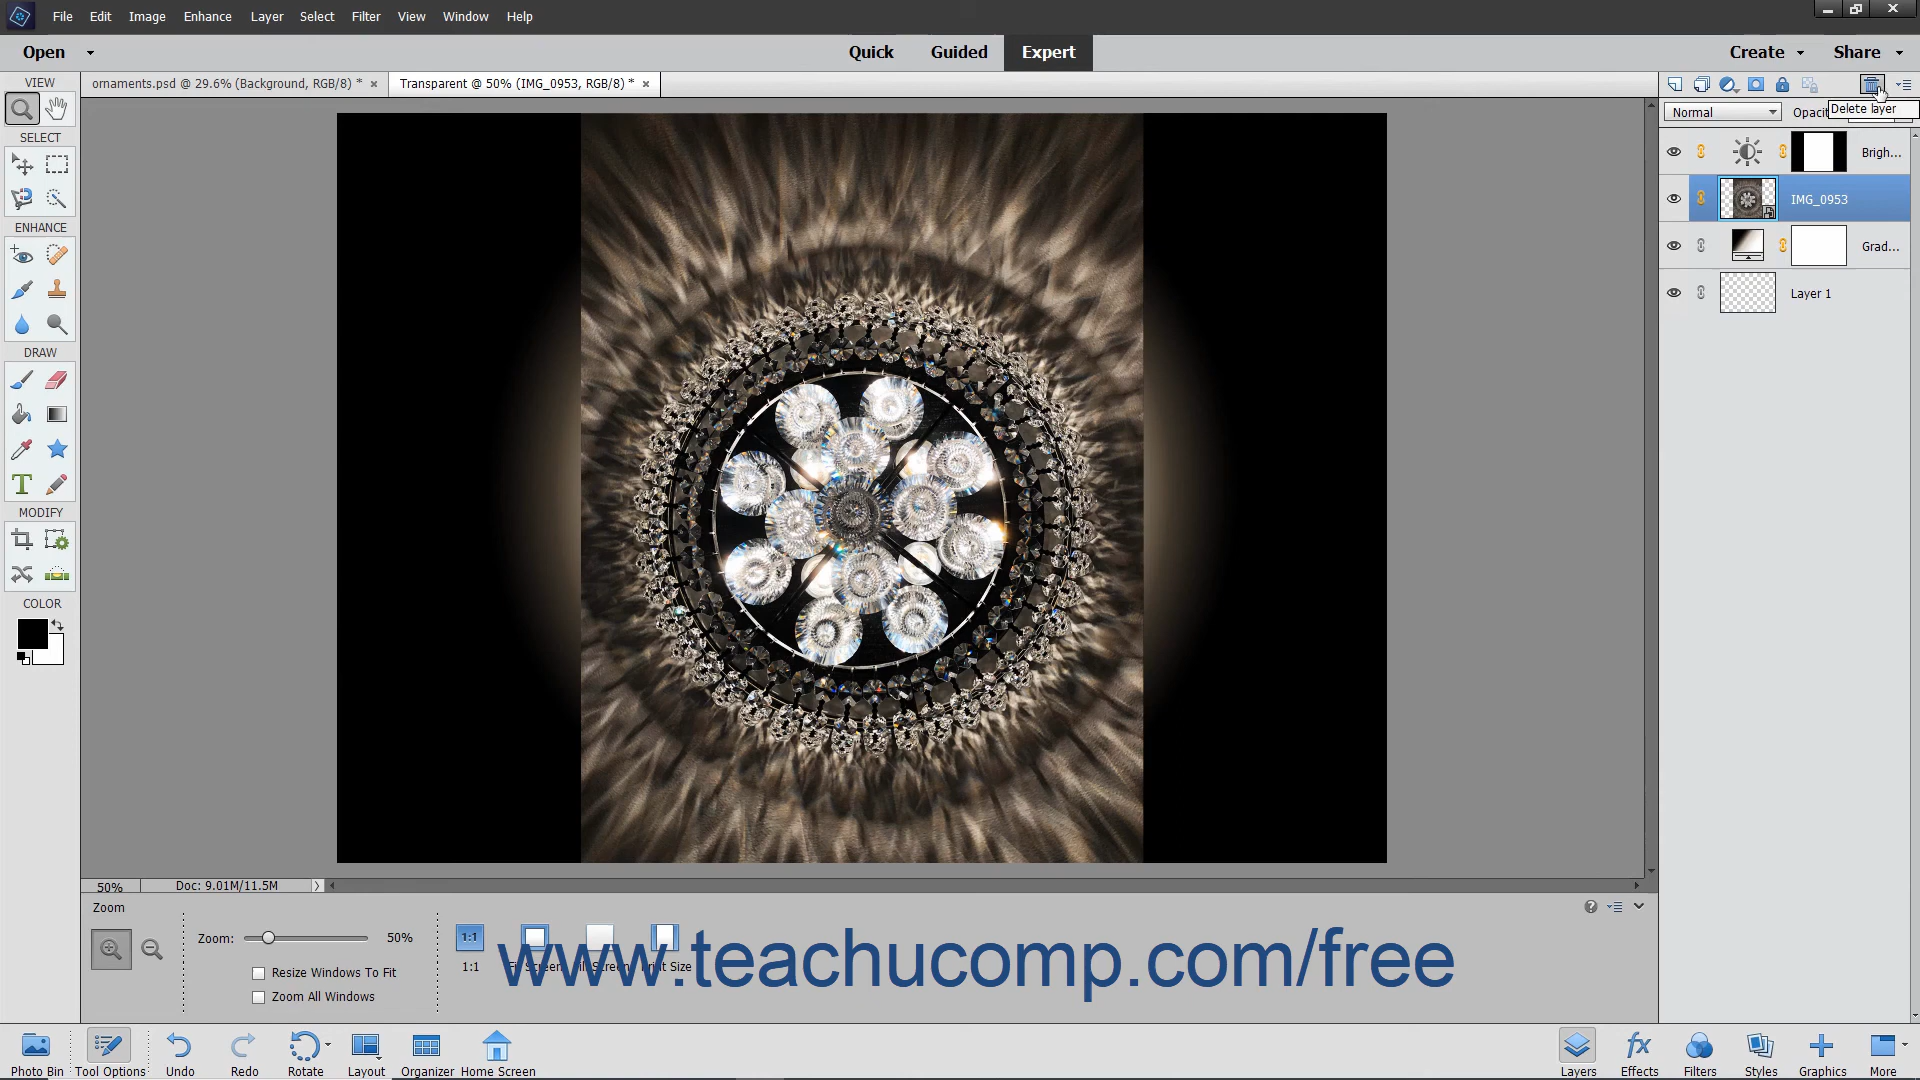 File Edit Image Enhance Layer Select Filter View Window Help
Open Quick Guided Expert Create Share
VIEW
ornaments.psd @ 29.6% (Background, RGB/8) * × Transparent @ 50% (IMG_0953, RGB/8) * ×
Delete layer
Normal
SELECT
Brigh...
IMG_0953
ENHANCE
Grad...
Layer 1
DRAW
T
MODIFY
COLOR
50% Doc: 9.01M/11.5M
Zoom
Zoom: 50% 1:1
1:1
Resize Windows To Fit
Zoom All Windows
www.teachucomp.com/free
Photo Bin Tool Options Undo Redo Rotate Layout Organizer Home Screen
fx
Layers Effects Filters Styles Graphics More